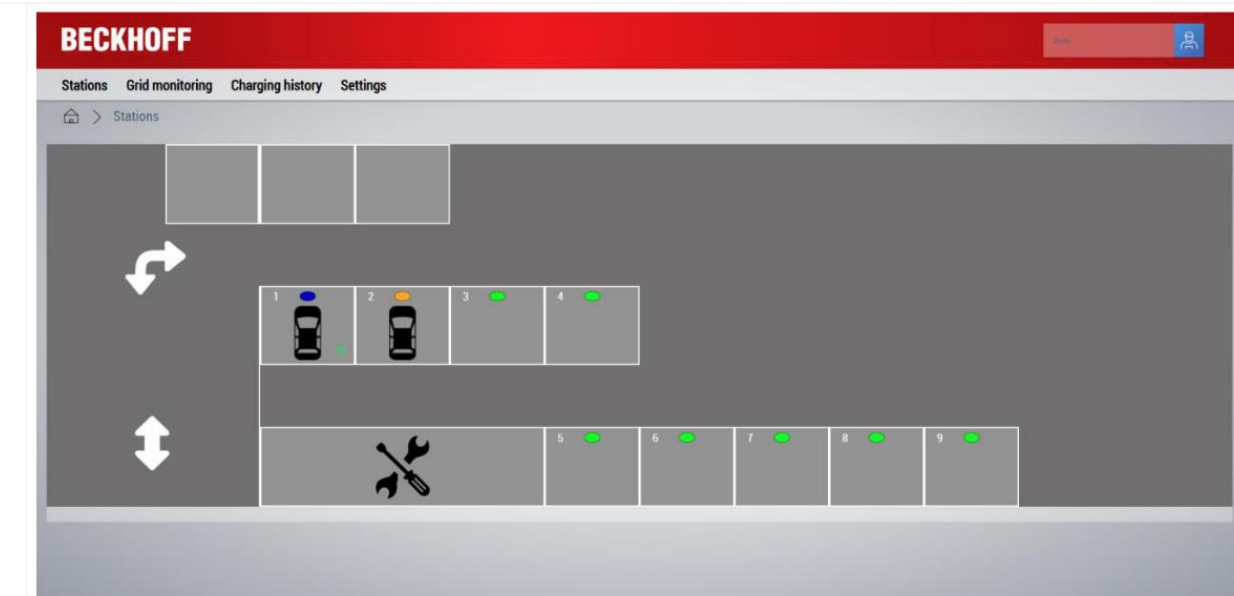 BECKHOFF
Stations Grid monitoring Charging history Settings
Stations
1 2 3 4
5 6 7 8 9